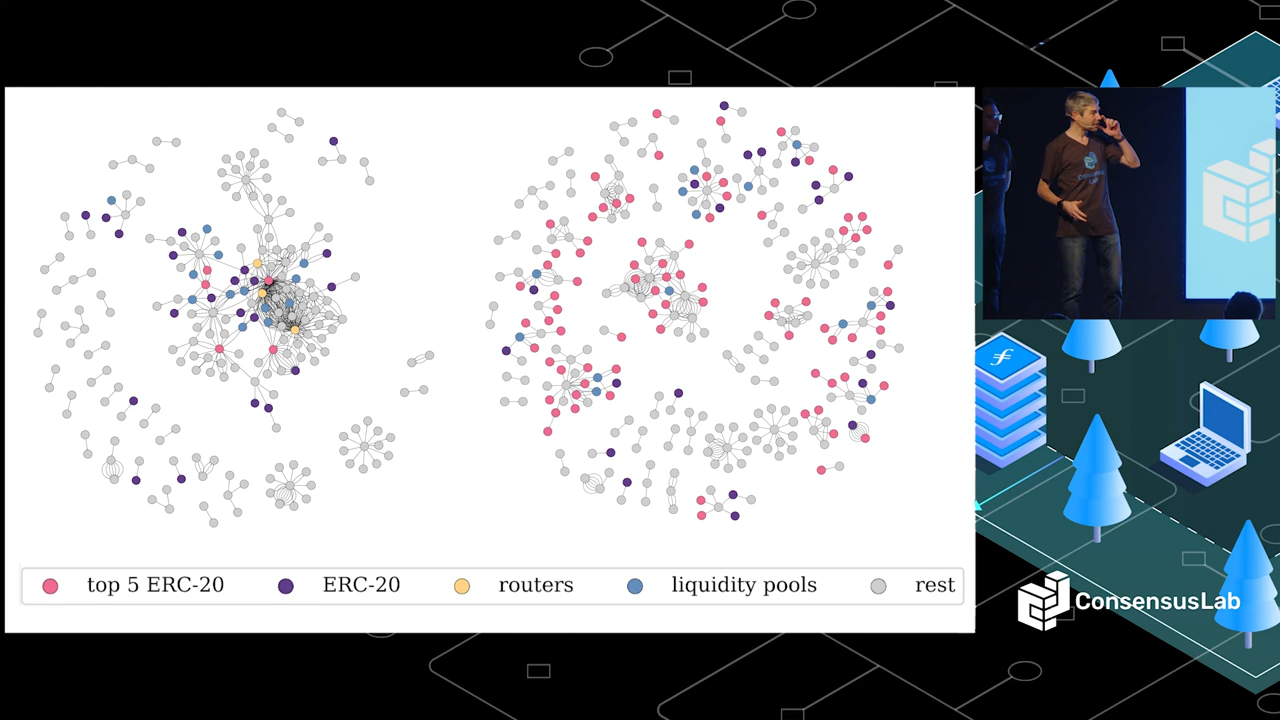 top 5 ERC-20
ERC-20
routers
liquidity pools
rest
ConsensusLab